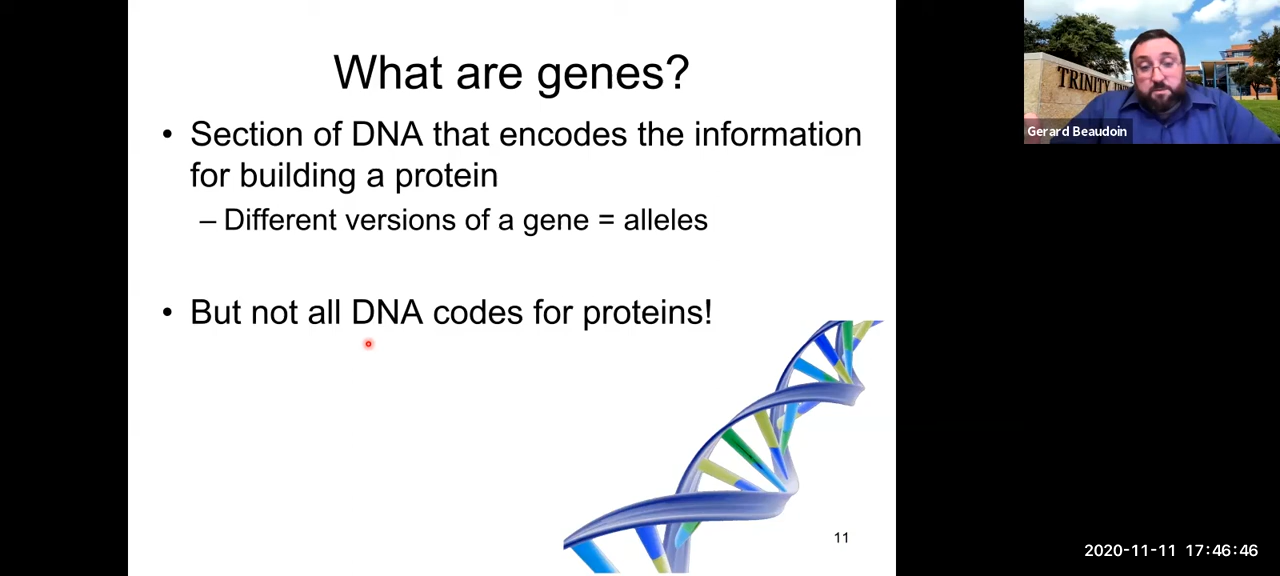 What are genes?
• Section of DNA that encodes the information
for building a protein
– Different versions of a gene = alleles
• But not all DNA codes for proteins!
11
TRINITY
Gerard Beaudoin
2020-11-11 17:46:46